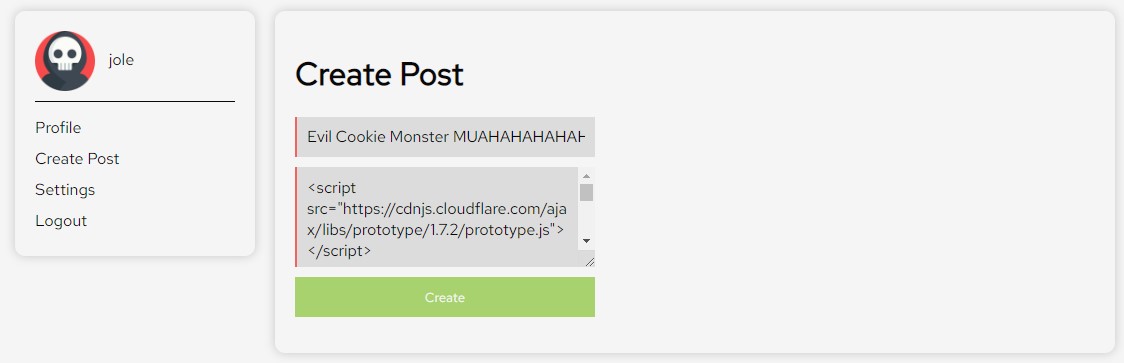 jole
Profile
Create Post
Settings
Logout
Create Post
Evil Cookie Monster MUAHAHAHAHAH
<script
src="https://cdnjs.cloudflare.com/aja
x/libs/prototype/1.7.2/prototype.js">
</script>
Create